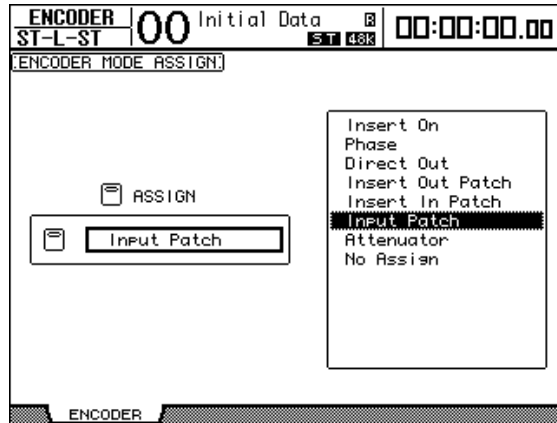 ENCODER
ST-L-ST
00
Initial Data
R
ST 48k
00:00:00.00
ENCODER MODE ASSIGN
ASSIGN
Input Patch
Insert On
Phase
Direct Out
Insert Out Patch
Insert In Patch
Input Patch
Attenuator
No Assign
ENCODER